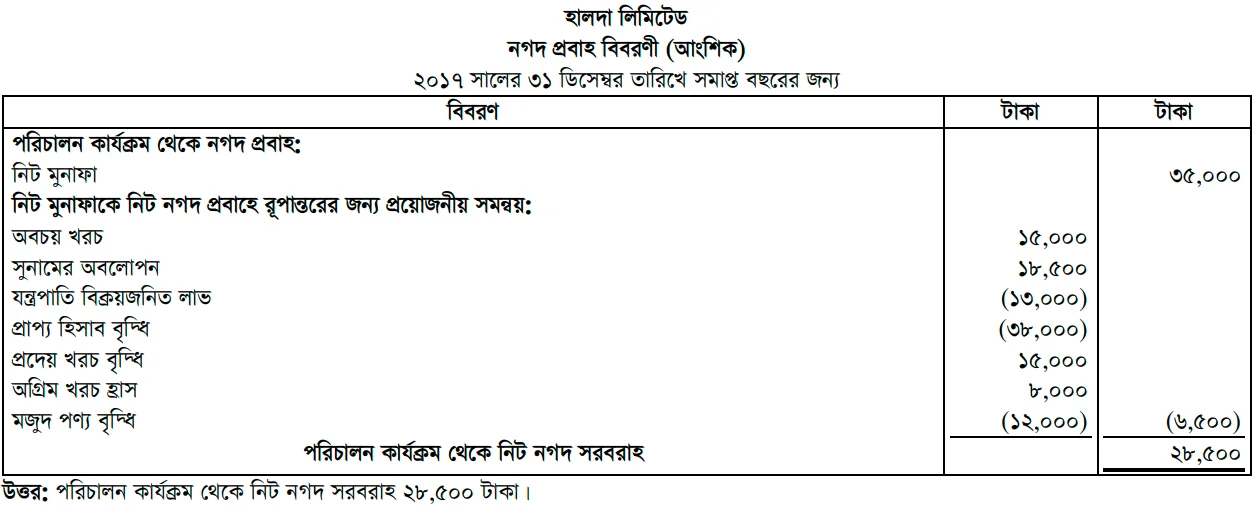 হালদা লিমিটেড
নগদ প্রবাহ বিবরণী (আংশিক)
২০১৭ সালের ৩১ ডিসেম্বর তারিখে সমাপ্ত বছরের জন্য
বিবরণ টাকা টাকা
পরিচালন কার্যক্রম থেকে নগদ প্রবাহ:
নিট মুনাফা ৩৫,০০০
নিট মুনাফাকে নিট নগদ প্রবাহে রূপান্তরের জন্য প্রয়োজনীয় সমন্বয়:
অবচয় খরচ ১৫,০০০
সুনামের অবলোপন ১৮,৫০০
যন্ত্রপাতি বিক্রয়জনিত লাভ (১৩,০০০)
প্রাপ্য হিসাব বৃদ্ধি (৩৮,০০০)
প্রদেয় খরচ বৃদ্ধি ১৫,০০০
অগ্রিম খরচ হ্রাস ৮,০০০
মজুদ পণ্য বৃদ্ধি (১২,০০০) (৬,৫০০)
পরিচালন কার্যক্রম থেকে নিট নগদ সরবরাহ ২৮,৫০০
উত্তর: পরিচালন কার্যক্রম থেকে নিট নগদ সরবরাহ ২৮,৫০০ টাকা।